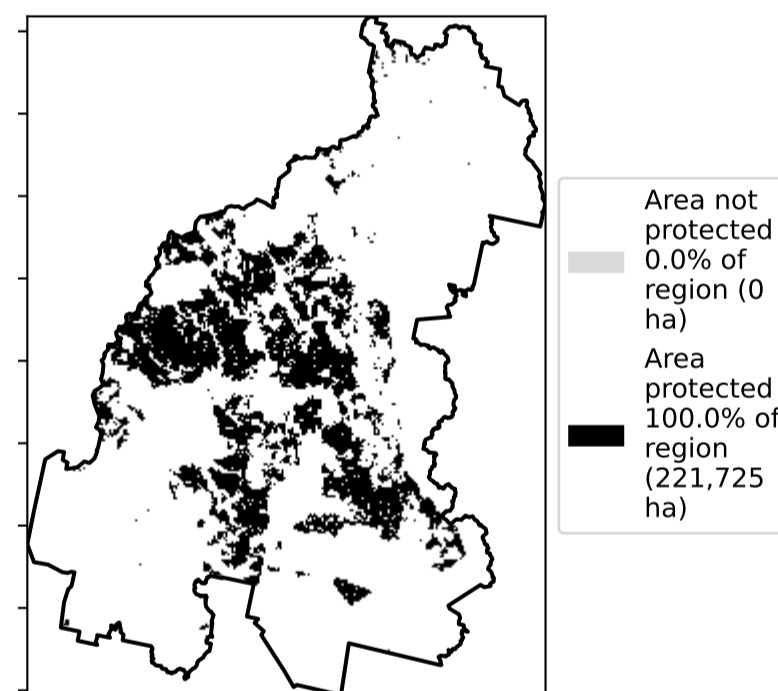 Area not
protected
0.0% of
region (0
ha)
Area
protected
100.0% of
region
(221,725
ha)